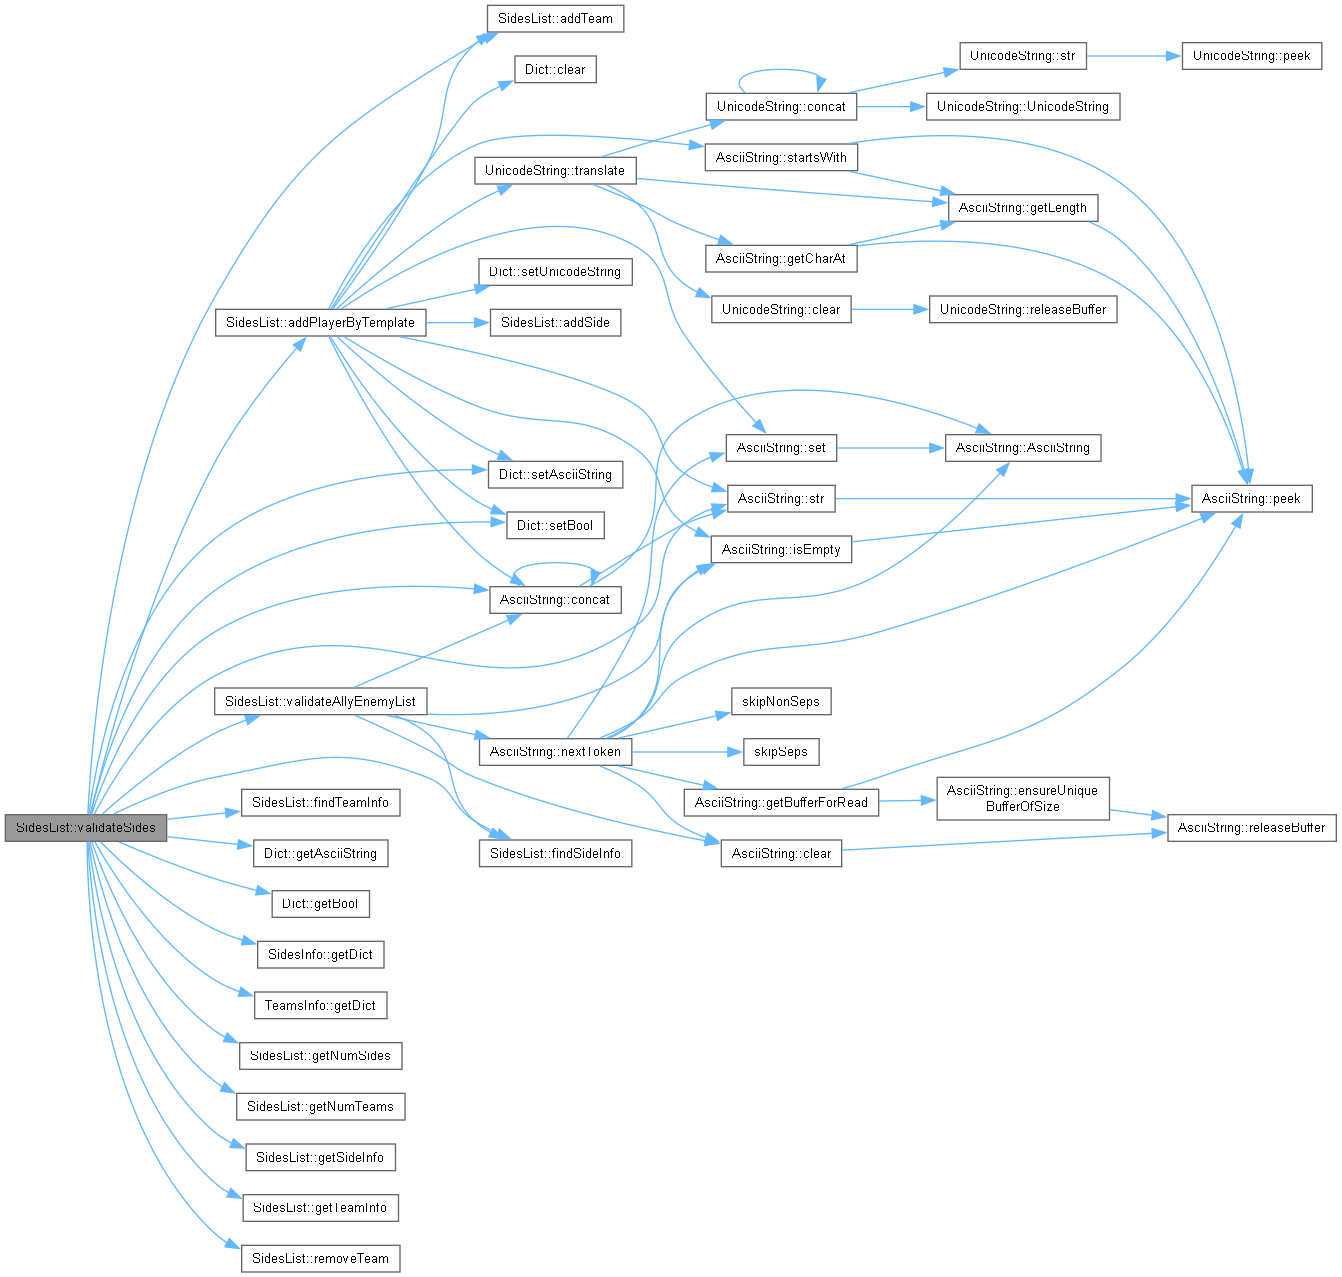 SidesList::addTeam
Dict::clear
UnicodeString::str
UnicodeString::peek
UnicodeString::concat
UnicodeString::UnicodeString
AsciiString::startsWith
UnicodeString::translate
AsciiString::getLength
AsciiString::getCharAt
Dict::setUnicodeString
UnicodeString::clear
UnicodeString::releaseBuffer
SidesList::addPlayerByTemplate
SidesList::addSide
AsciiString::set
AsciiString::AsciiString
Dict::setAsciiString
AsciiString::str
AsciiString::peek
Dict::setBool
AsciiString::isEmpty
AsciiString::concat
SidesList::validateAllyEnemyList
skipNonSeps
AsciiString::nextToken
skipSeps
SidesList::findTeamInfo
AsciiString::getBufferForRead
AsciiString::ensureUnique
BufferOfSize
SidesList::validateSides
AsciiString::releaseBuffer
Dict::getAsciiString
SidesList::findSideInfo
AsciiString::clear
Dict::getBool
SidesInfo::getDict
TeamsInfo::getDict
SidesList::getNumSides
SidesList::getNumTeams
SidesList::getSideInfo
SidesList::getTeamInfo
SidesList::removeTeam